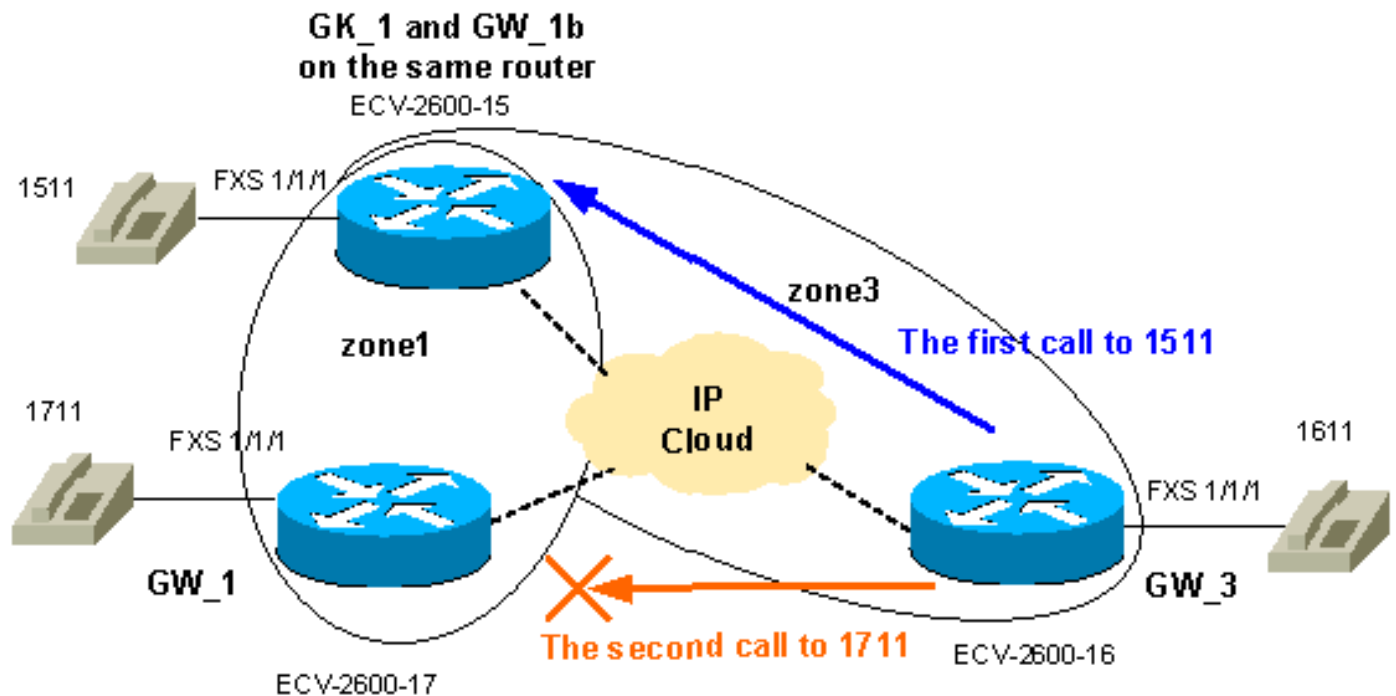 GK_1 and GW_1b
on the same router
ECV-2600-15
1511
FXS 1/1/1
zone3
The first call to 1511
zone1
IP
Cloud
1711
FXS 1/1/1
1611
FXS 1/1/1
GW_1
GW_3
The second call to 1711
ECV-2600-16
ECV-2600-17